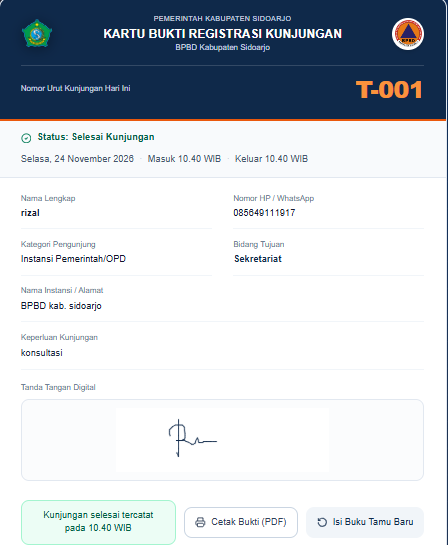 PEMERINTAH KABUPATEN SIDOARJO
KARTU BUKTI REGISTRASI KUNJUNGAN
BPBD Kabupaten Sidoarjo
BPBD
Nomor Urut Kunjungan Hari Ini
T-001
Status: Selesai Kunjungan
Selasa, 24 November 2026 · Masuk 10.40 WIB · Keluar 10.40 WIB
Nama Lengkap
rizal
Nomor HP / WhatsApp
085649111917
Kategori Pengunjung
Instansi Pemerintah/OPD
Bidang Tujuan
Sekretariat
Nama Instansi / Alamat
BPBD kab. sidoarjo
Keperluan Kunjungan
konsultasi
Tanda Tangan Digital
Kunjungan selesai tercatat
pada 10.40 WIB
Cetak Bukti (PDF)
Isi Buku Tamu Baru